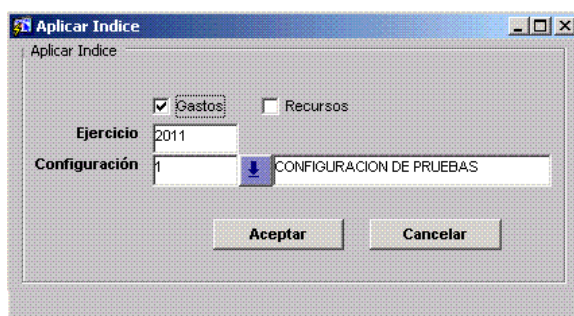 Aplicar Indice
Aplicar Indice
Gastos Recursos
Ejercicio 2011
Configuración 1 CONFIGURACION DE PRUEBAS
Aceptar Cancelar